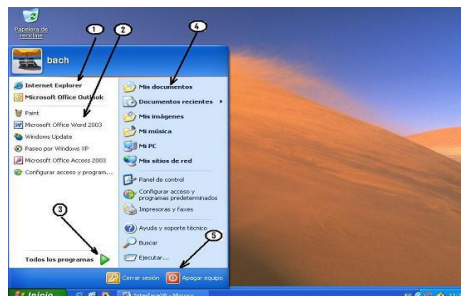 Papelera de
reciclaje
1
2
4
bach
Internet Explorer
Microsoft Office Outlook
Paint
Microsoft Office Word 2003
Windows Update
Paseo por Windows XP
Microsoft Office Access 2003
Configurar acceso y program...
3
Todos los programas
Mis documentos
Documentos recientes
Mis imágenes
Mi música
Mi PC
Mis sitios de red
Panel de control
Configurar acceso y
programas predeterminados
Impresoras y faxes
Ayuda y soporte técnico
5
Buscar
Ejecutar...
Cerrar sesión
Apagar equipo
Inicio